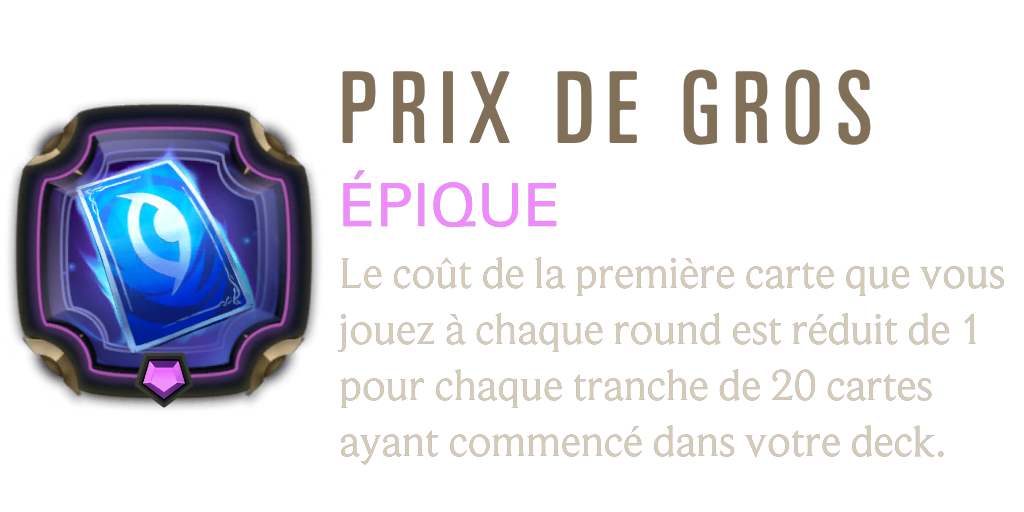 PRIX DE GROS
ÉPIQUE
Le coût de la première carte que vous
jouez à chaque round est réduit de 1
pour chaque tranche de 20 cartes
ayant commencé dans votre deck.